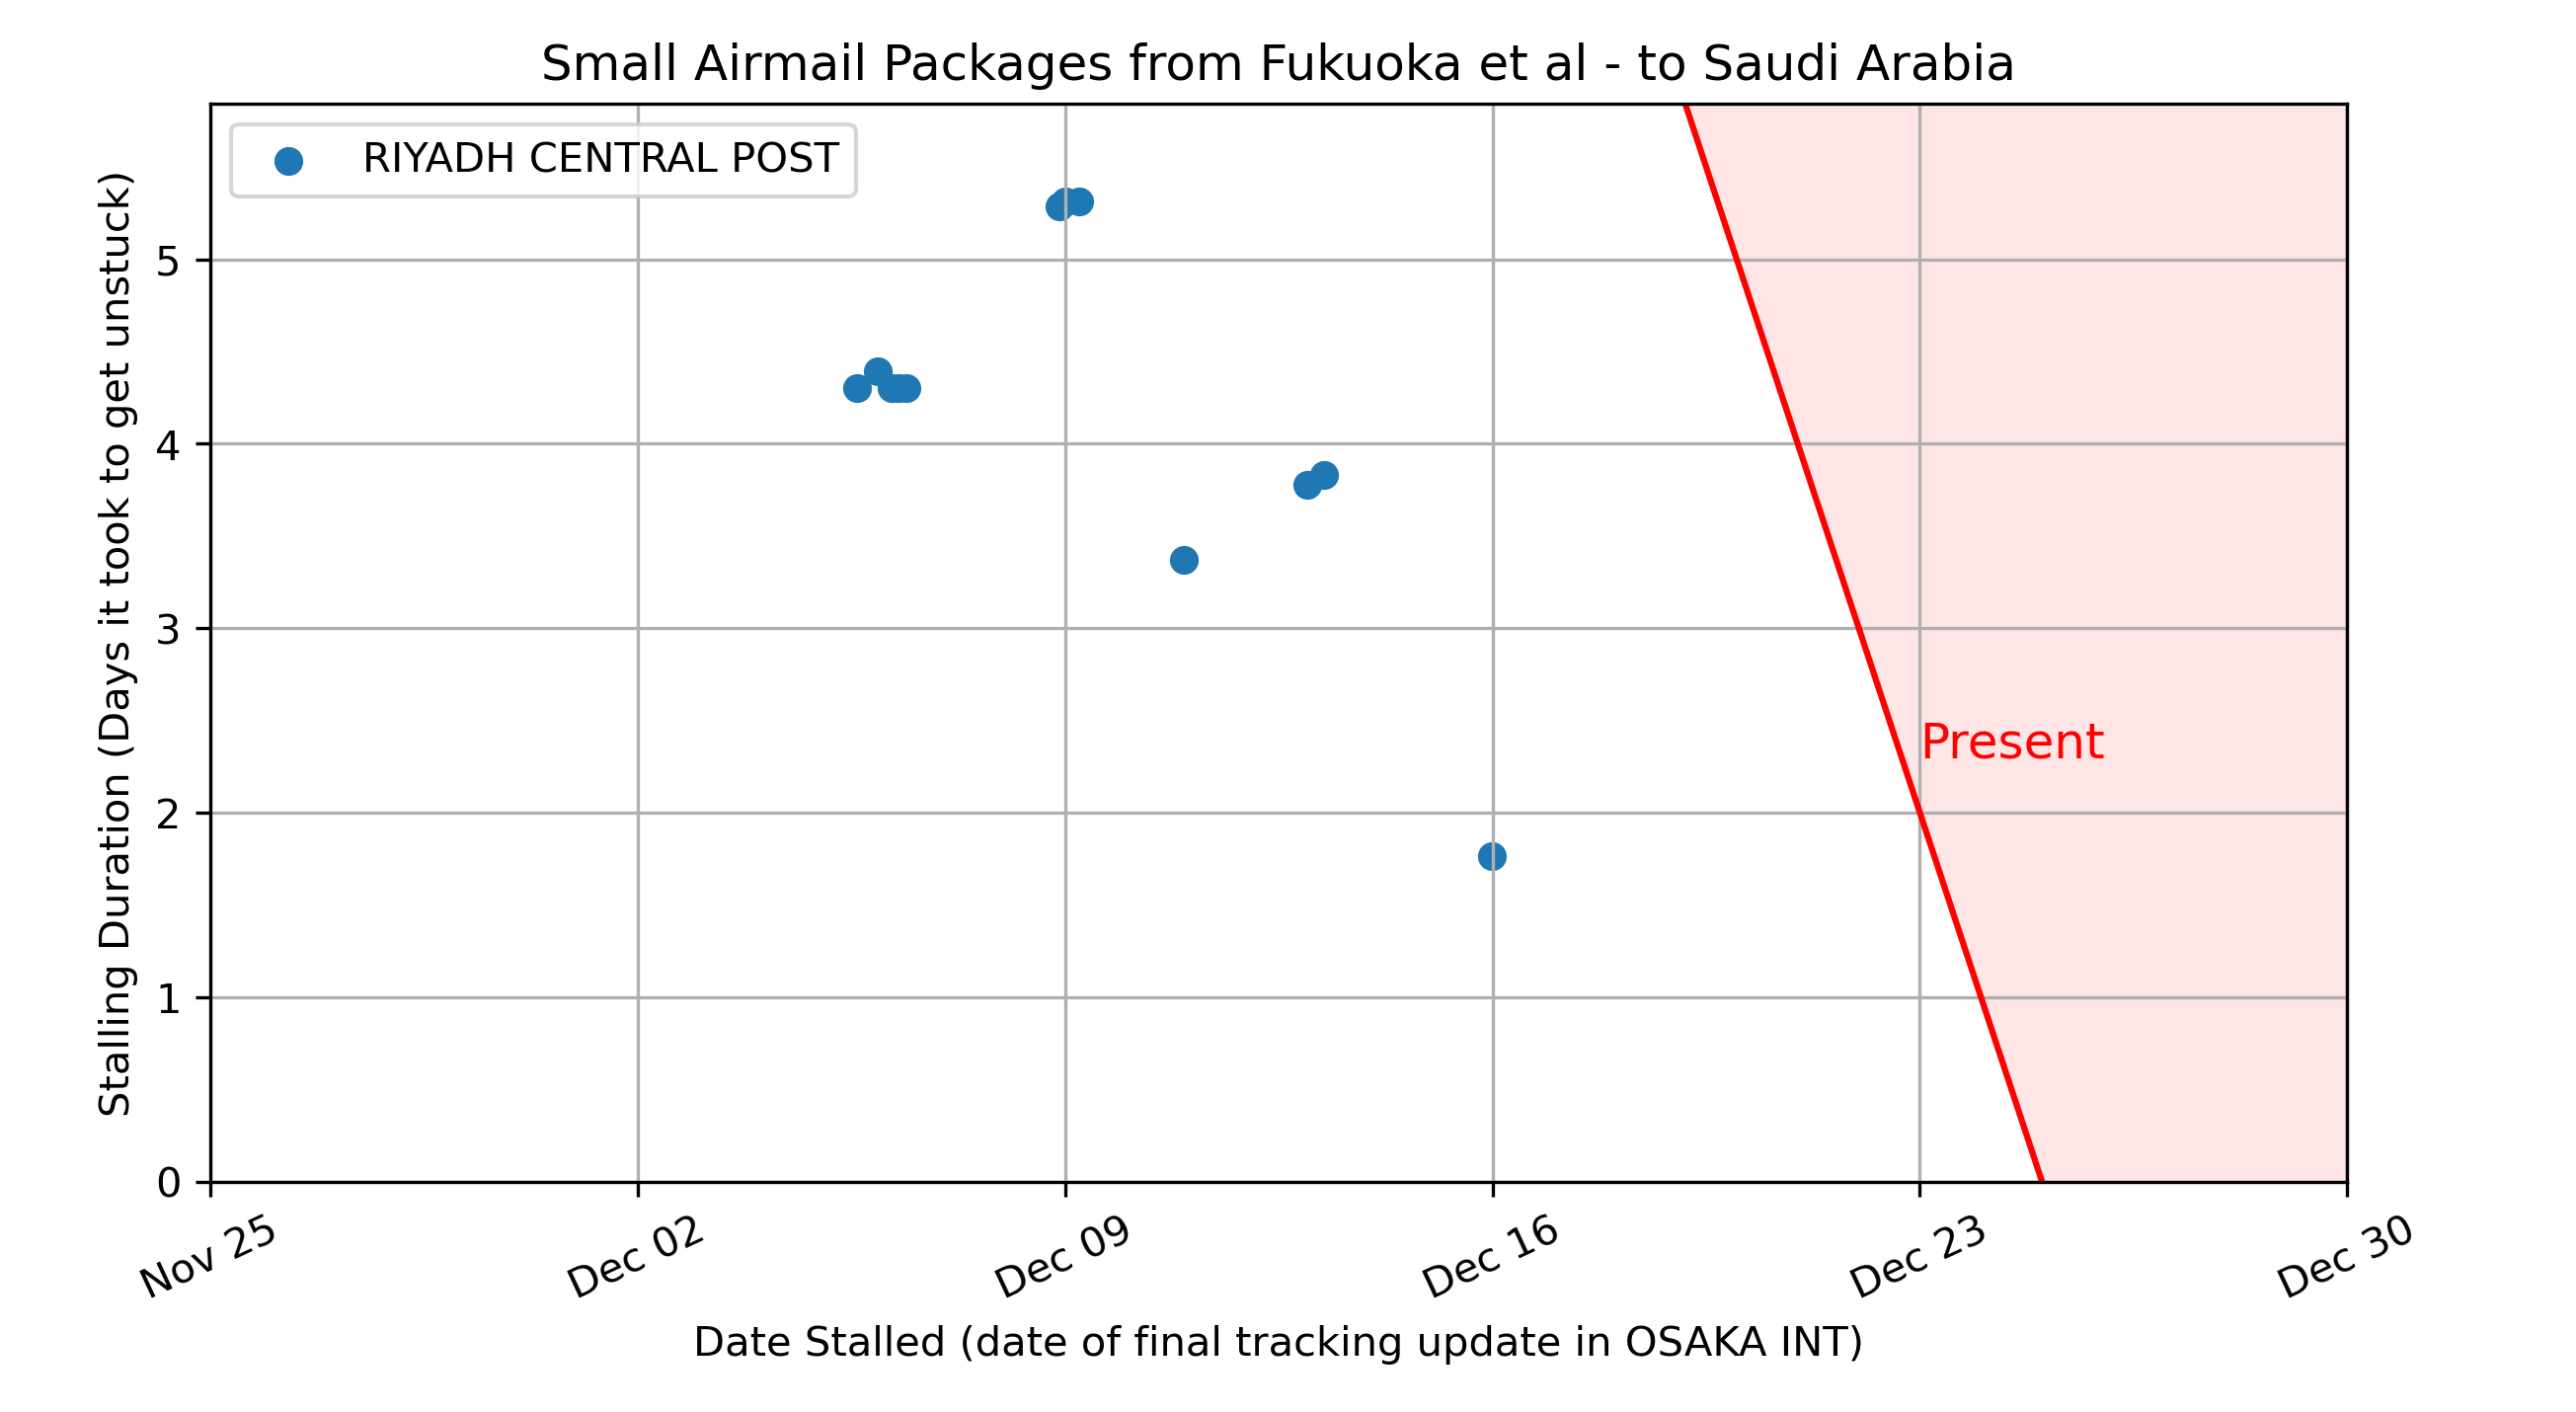 Small Airmail Packages from Fukuoka et al - to Saudi Arabia
RIYADH CENTRAL POST
Stalling Duration (Days it took to get unstuck)
5
4
3
2
1
0
Present
Nov 25
Dec 02
Dec 09
Dec 16
Dec 23
Dec 30
Date Stalled (date of final tracking update in OSAKA INT)